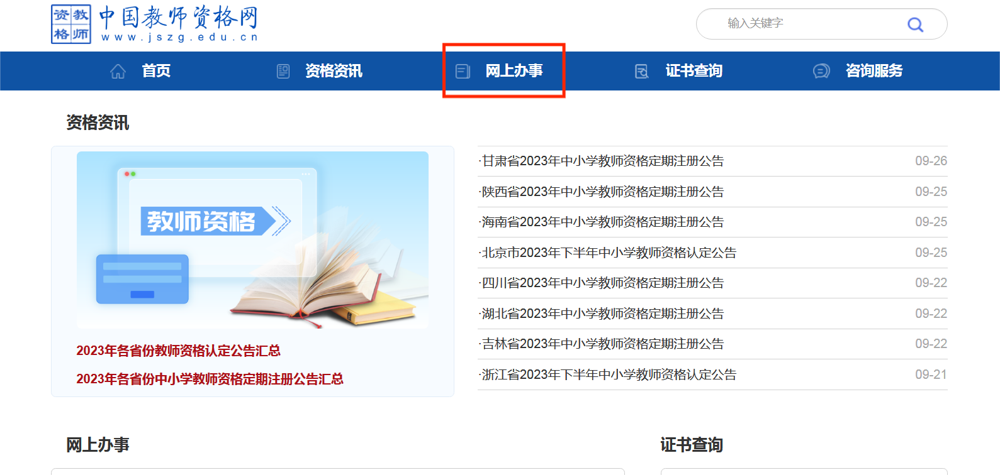 资教
格师
中国教师资格网
www.jszg.edu.cn
输入关键字
首页 资格资讯 网上办事 证书查询 咨询服务
资格资讯
教师资格
2023年各省份教师资格认定公告汇总
2023年各省份中小学教师资格定期注册公告汇总
·甘肃省2023年中小学教师资格定期注册公告 09-26
·陕西省2023年中小学教师资格定期注册公告 09-25
·海南省2023年中小学教师资格定期注册公告 09-25
·北京市2023年下半年中小学教师资格认定公告 09-25
·四川省2023年中小学教师资格定期注册公告 09-22
·湖北省2023年中小学教师资格定期注册公告 09-22
·吉林省2023年中小学教师资格定期注册公告 09-22
·浙江省2023年下半年中小学教师资格认定公告 09-21
网上办事 证书查询